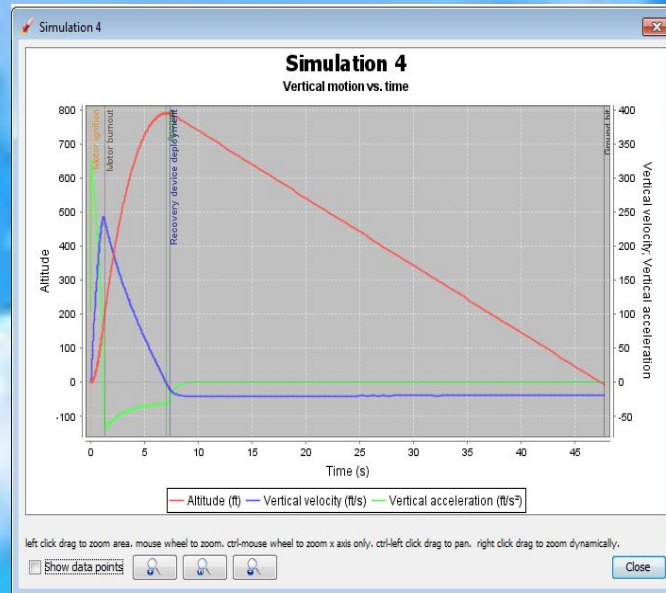 Simulation 4
Simulation 4
Vertical motion vs. time
Motor ignition
Motor burnout
Recovery device deployment
Ground hit
800
700
600
500
400
300
200
100
0
-100
Altitude
400
350
300
250
200
150
100
50
0
-50
Vertical velocity; Vertical acceleration
0 5 10 15 20 25 30 35 40 45
Time (s)
Altitude (ft) Vertical velocity (ft/s) Vertical acceleration (ft/s²)
left click drag to zoom area. mouse wheel to zoom. ctrl-mouse wheel to zoom x axis only. ctrl-left click drag to pan. right click drag to zoom dynamically.
Show data points
Close